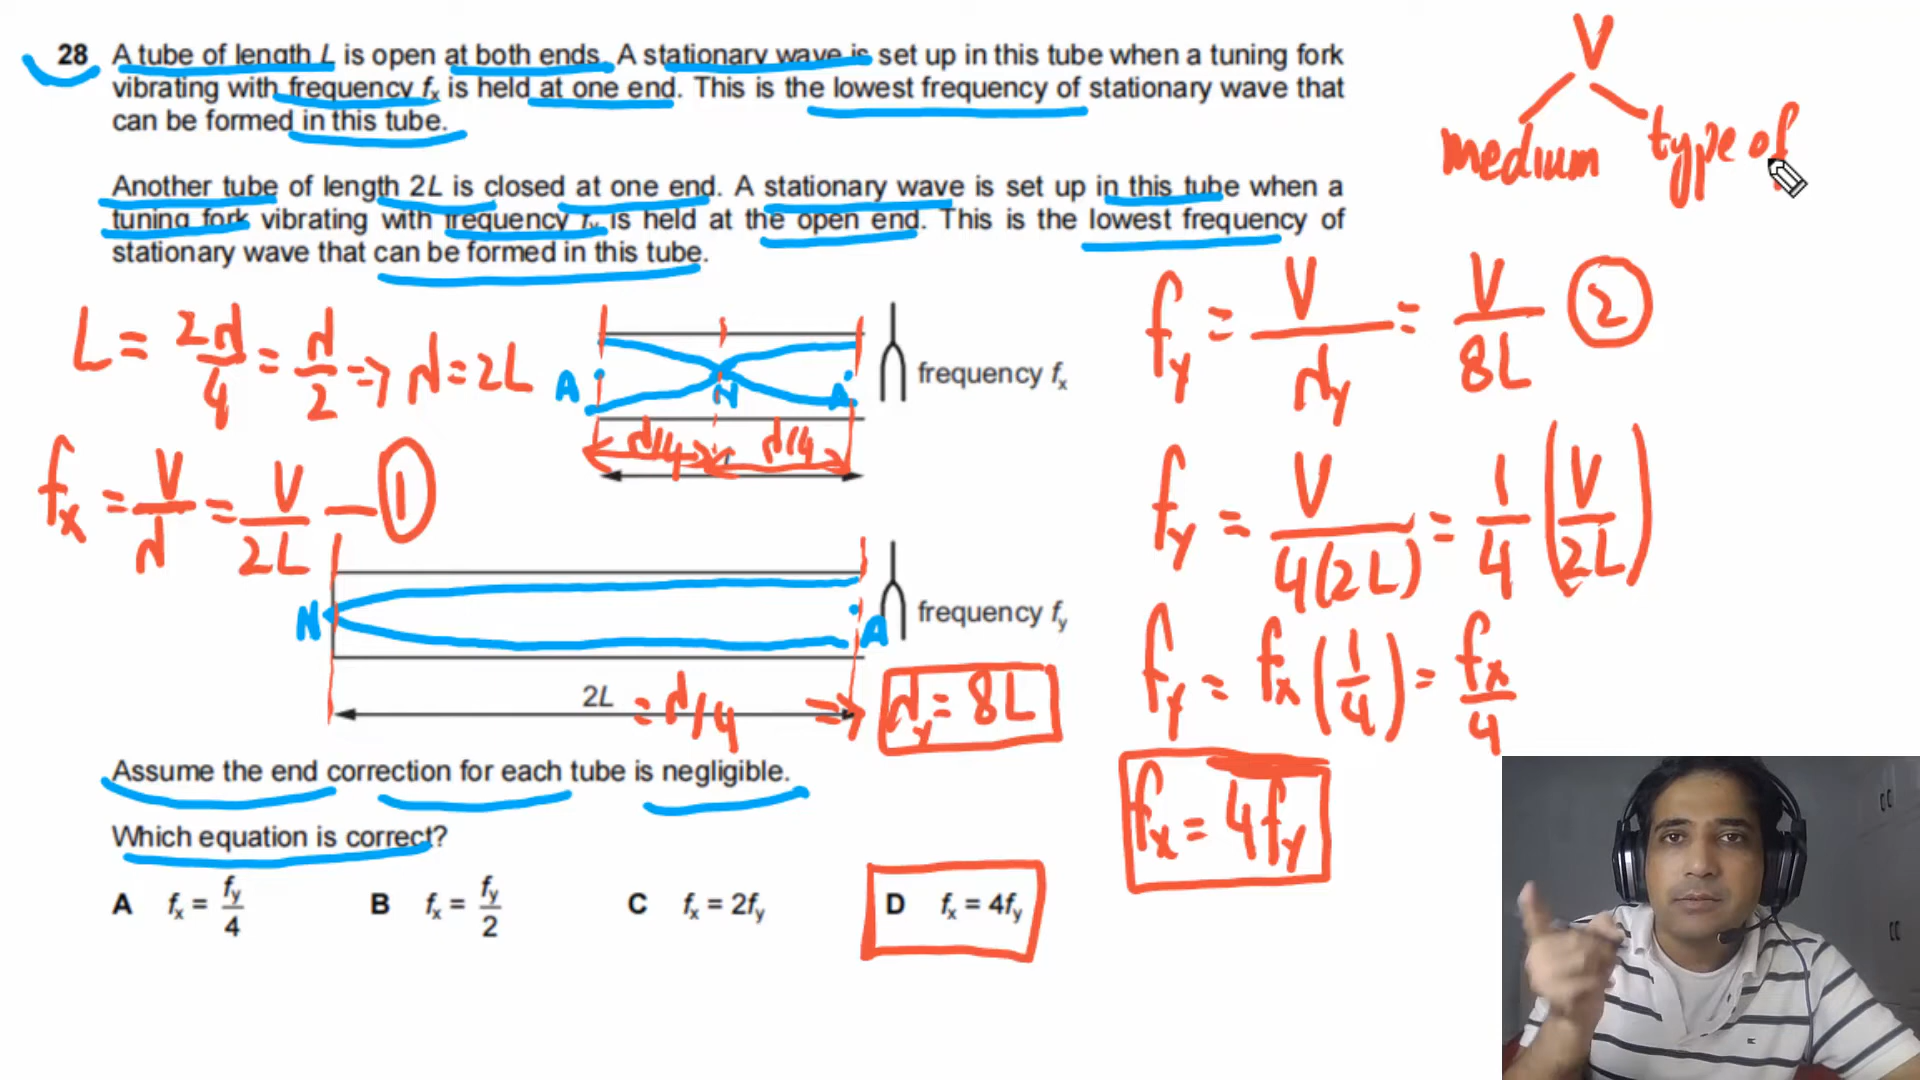 28 A tube of length L is open at both ends. A stationary wave is set up in this tube when a tuning fork
vibrating with frequency fx is held at one end. This is the lowest frequency of stationary wave that
can be formed in this tube.
Another tube of length 2L is closed at one end. A stationary wave is set up in this tube when a
tuning fork vibrating with frequency fy is held at the open end. This is the lowest frequency of
stationary wave that can be formed in this tube.
V
medium type of
L = 2λ/4 = λ/2 => λ = 2L
fx = V/λ = V/2L — 1
A N A
frequency fx
λ/4 λ/4
N A
frequency fy
2L = λ/4 => λy = 8L
fy = V/λy = V/8L 2
fy = V/4(2L) = 1/4 (V/2L)
fy = fx (1/4) = fx/4
fx = 4fy
Assume the end correction for each tube is negligible.
Which equation is correct?
A fx = fy/4 B fx = fy/2 C fx = 2fy D fx = 4fy